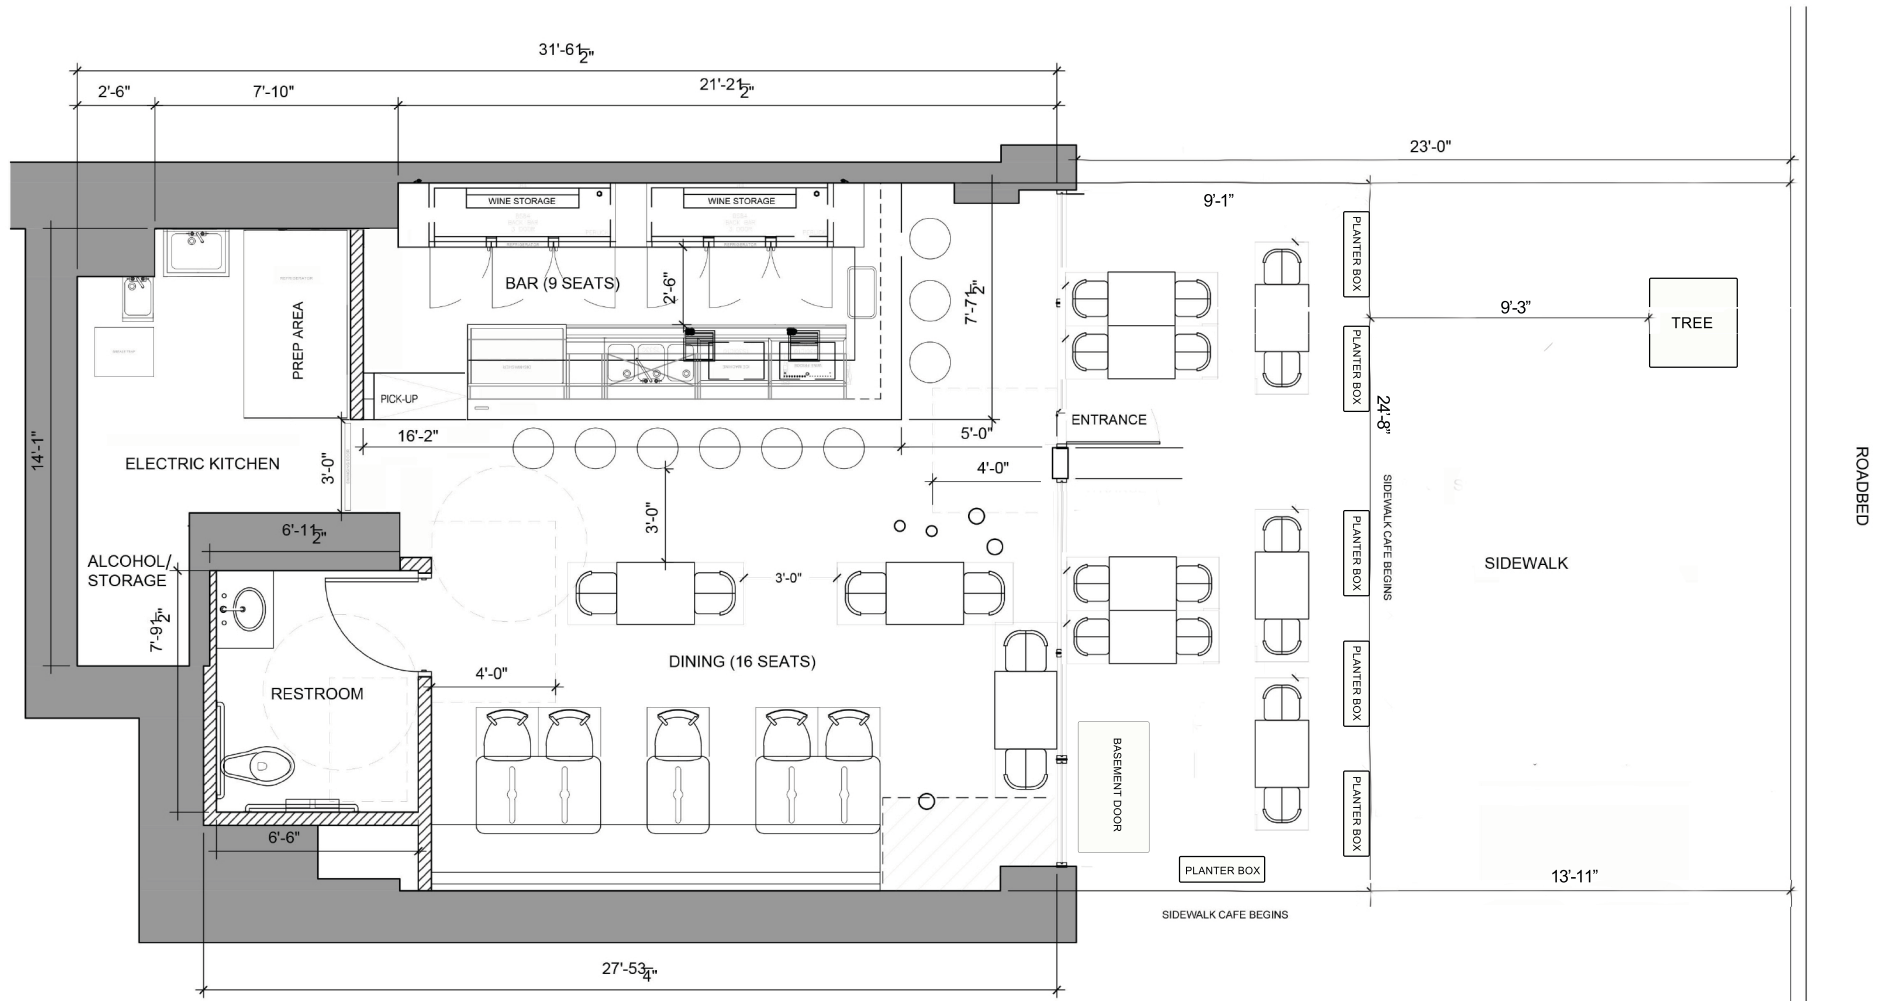 31'-6 1/2"
2'-6"
7'-10"
21'-2 1/2"
23'-0"
9'-1"
WINE STORAGE
WINE STORAGE
REFRIGERATOR
REFRIGERATOR
BAR (9 SEATS)
2'-6"
7'-7 1/2"
PREP AREA
PICK-UP
PLANTER BOX
PLANTER BOX
9'-3"
TREE
24'-8"
ENTRANCE
16'-2"
5'-0"
4'-0"
14'-1"
ELECTRIC KITCHEN
3'-0"
3'-0"
6'-1 1/2"
ALCOHOL/
STORAGE
7'-9 1/2"
3'-0"
ROADBED
SIDEWALK CAFE BEGINS
SIDEWALK
PLANTER BOX
PLANTER BOX
PLANTER BOX
DINING (16 SEATS)
4'-0"
RESTROOM
BASEMENT DOOR
6'-6"
PLANTER BOX
13'-11"
SIDEWALK CAFE BEGINS
27'-5 3/4"